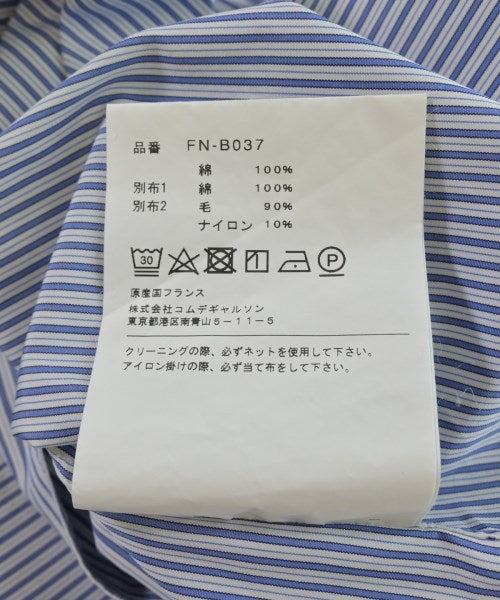 品番 FN-B037
綿 100%
別布1 綿 100%
別布2 毛 90%
ナイロン 10%
30 P
原産国フランス
株式会社コムデギャルソン
東京都港区南青山5-11-5
クリーニングの際、必ずネットを使用して下さい。
アイロン掛けの際、必ず当て布をして下さい。